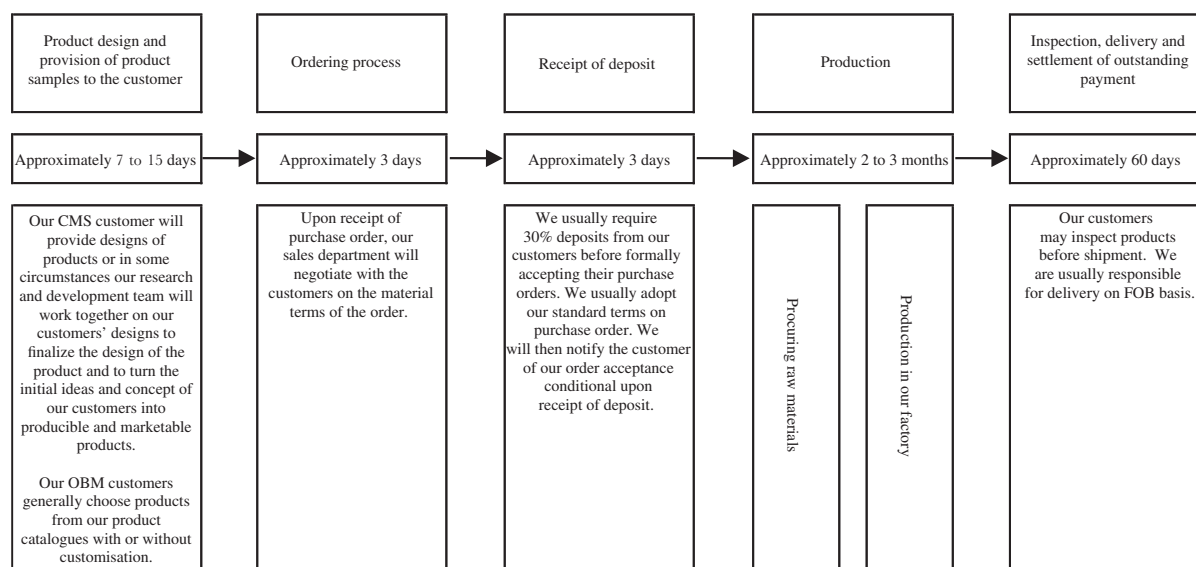 Product design and
provision of product
samples to the customer
Ordering process
Receipt of deposit
Production
Inspection, delivery and
settlement of outstanding
payment
Approximately 7 to 15 days
Approximately 3 days
Approximately 3 days
Approximately 2 to 3 months
Approximately 60 days
Our CMS customer will
provide designs of
products or in some
circumstances our research
and development team will
work together on our
customers’ designs to
finalize the design of the
product and to turn the
initial ideas and concept of
our customers into
producible and marketable
products.
Our OBM customers
generally choose products
from our product
catalogues with or without
customisation.
Upon receipt of
purchase order, our
sales department will
negotiate with the
customers on the material
terms of the order.
We usually require
30% deposits from our
customers before formally
accepting their purchase
orders. We usually adopt
our standard terms on
purchase order. We
will then notify the customer
of our order acceptance
conditional upon
receipt of deposit.
Procuring raw materials
Production in our factory
Our customers
may inspect products
before shipment. We
are usually responsible
for delivery on FOB basis.